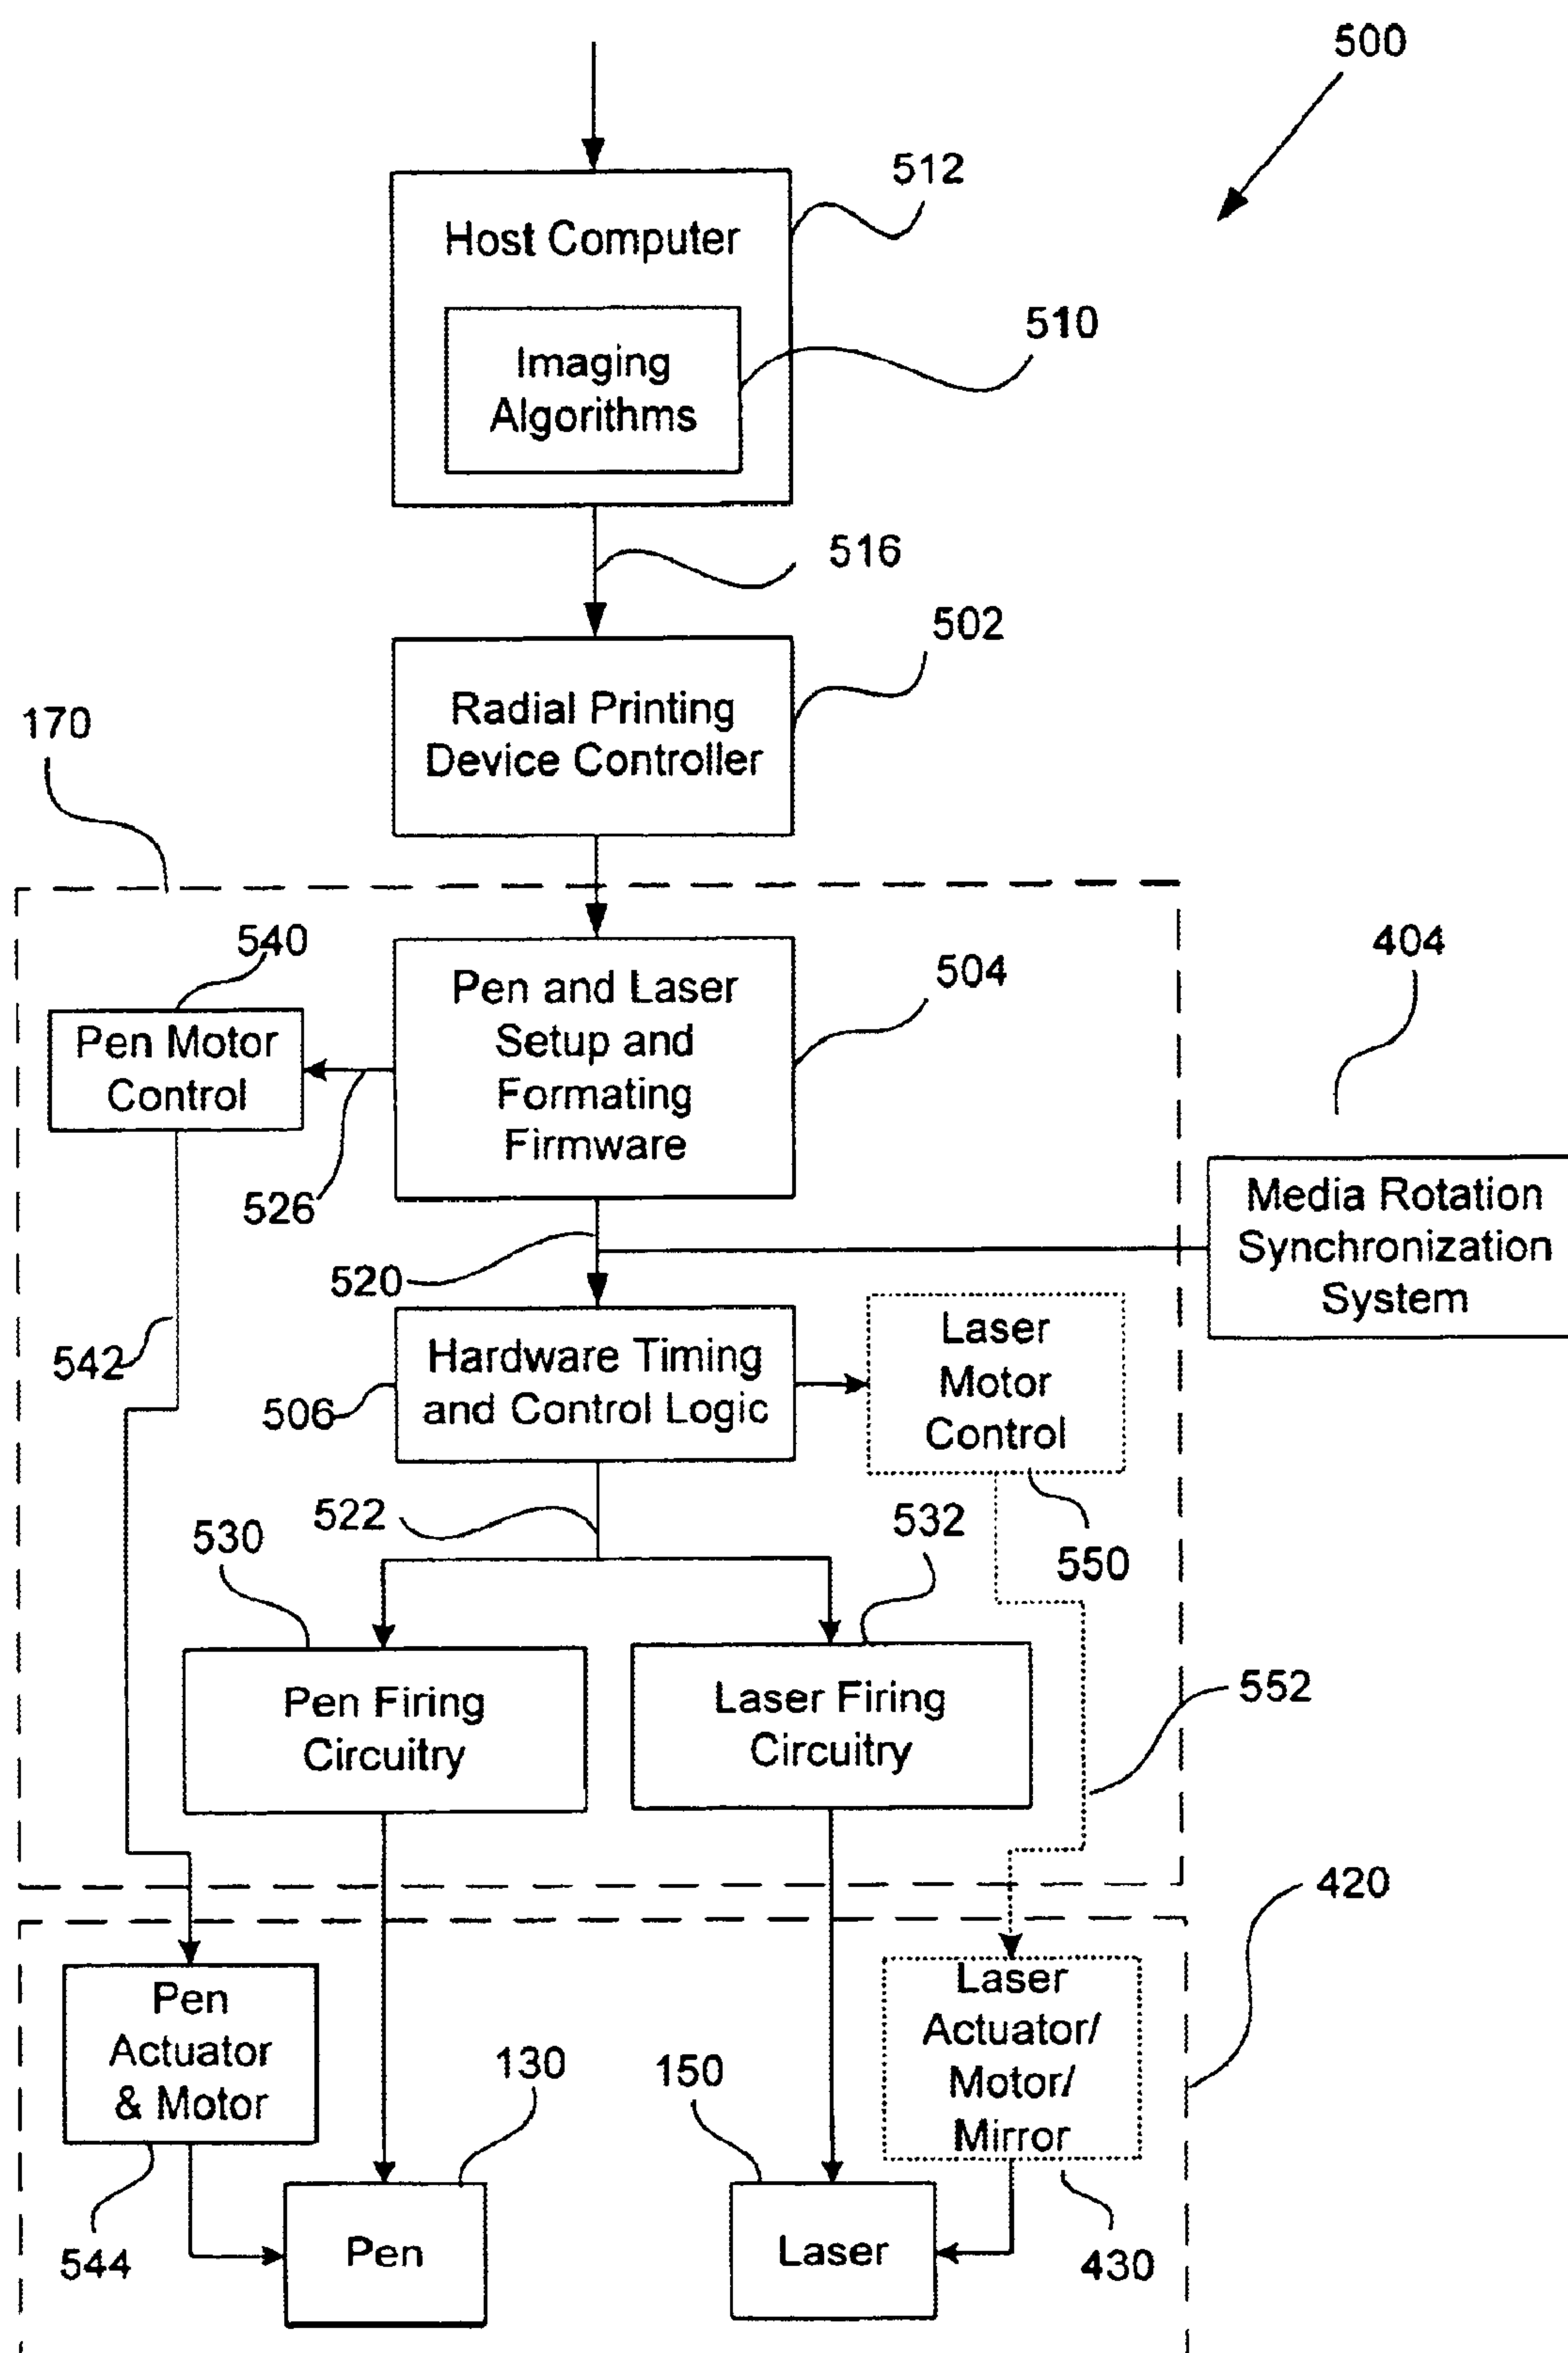 500
512
Host Computer
510
Imaging
Algorithms
516
502
Radial Printing
Device Controller
170
540
404
504
Pen and Laser
Setup and
Formating
Firmware
Pen Motor
Control
526
Media Rotation
Synchronization
System
520
542
Hardware Timing
and Control Logic
506
Laser
Motor
Control
522
530
532
550
Pen Firing
Circuitry
Laser Firing
Circuitry
552
420
Pen
Actuator
& Motor
Laser
Actuator/
Motor/
Mirror
130
150
544
Pen
Laser
430